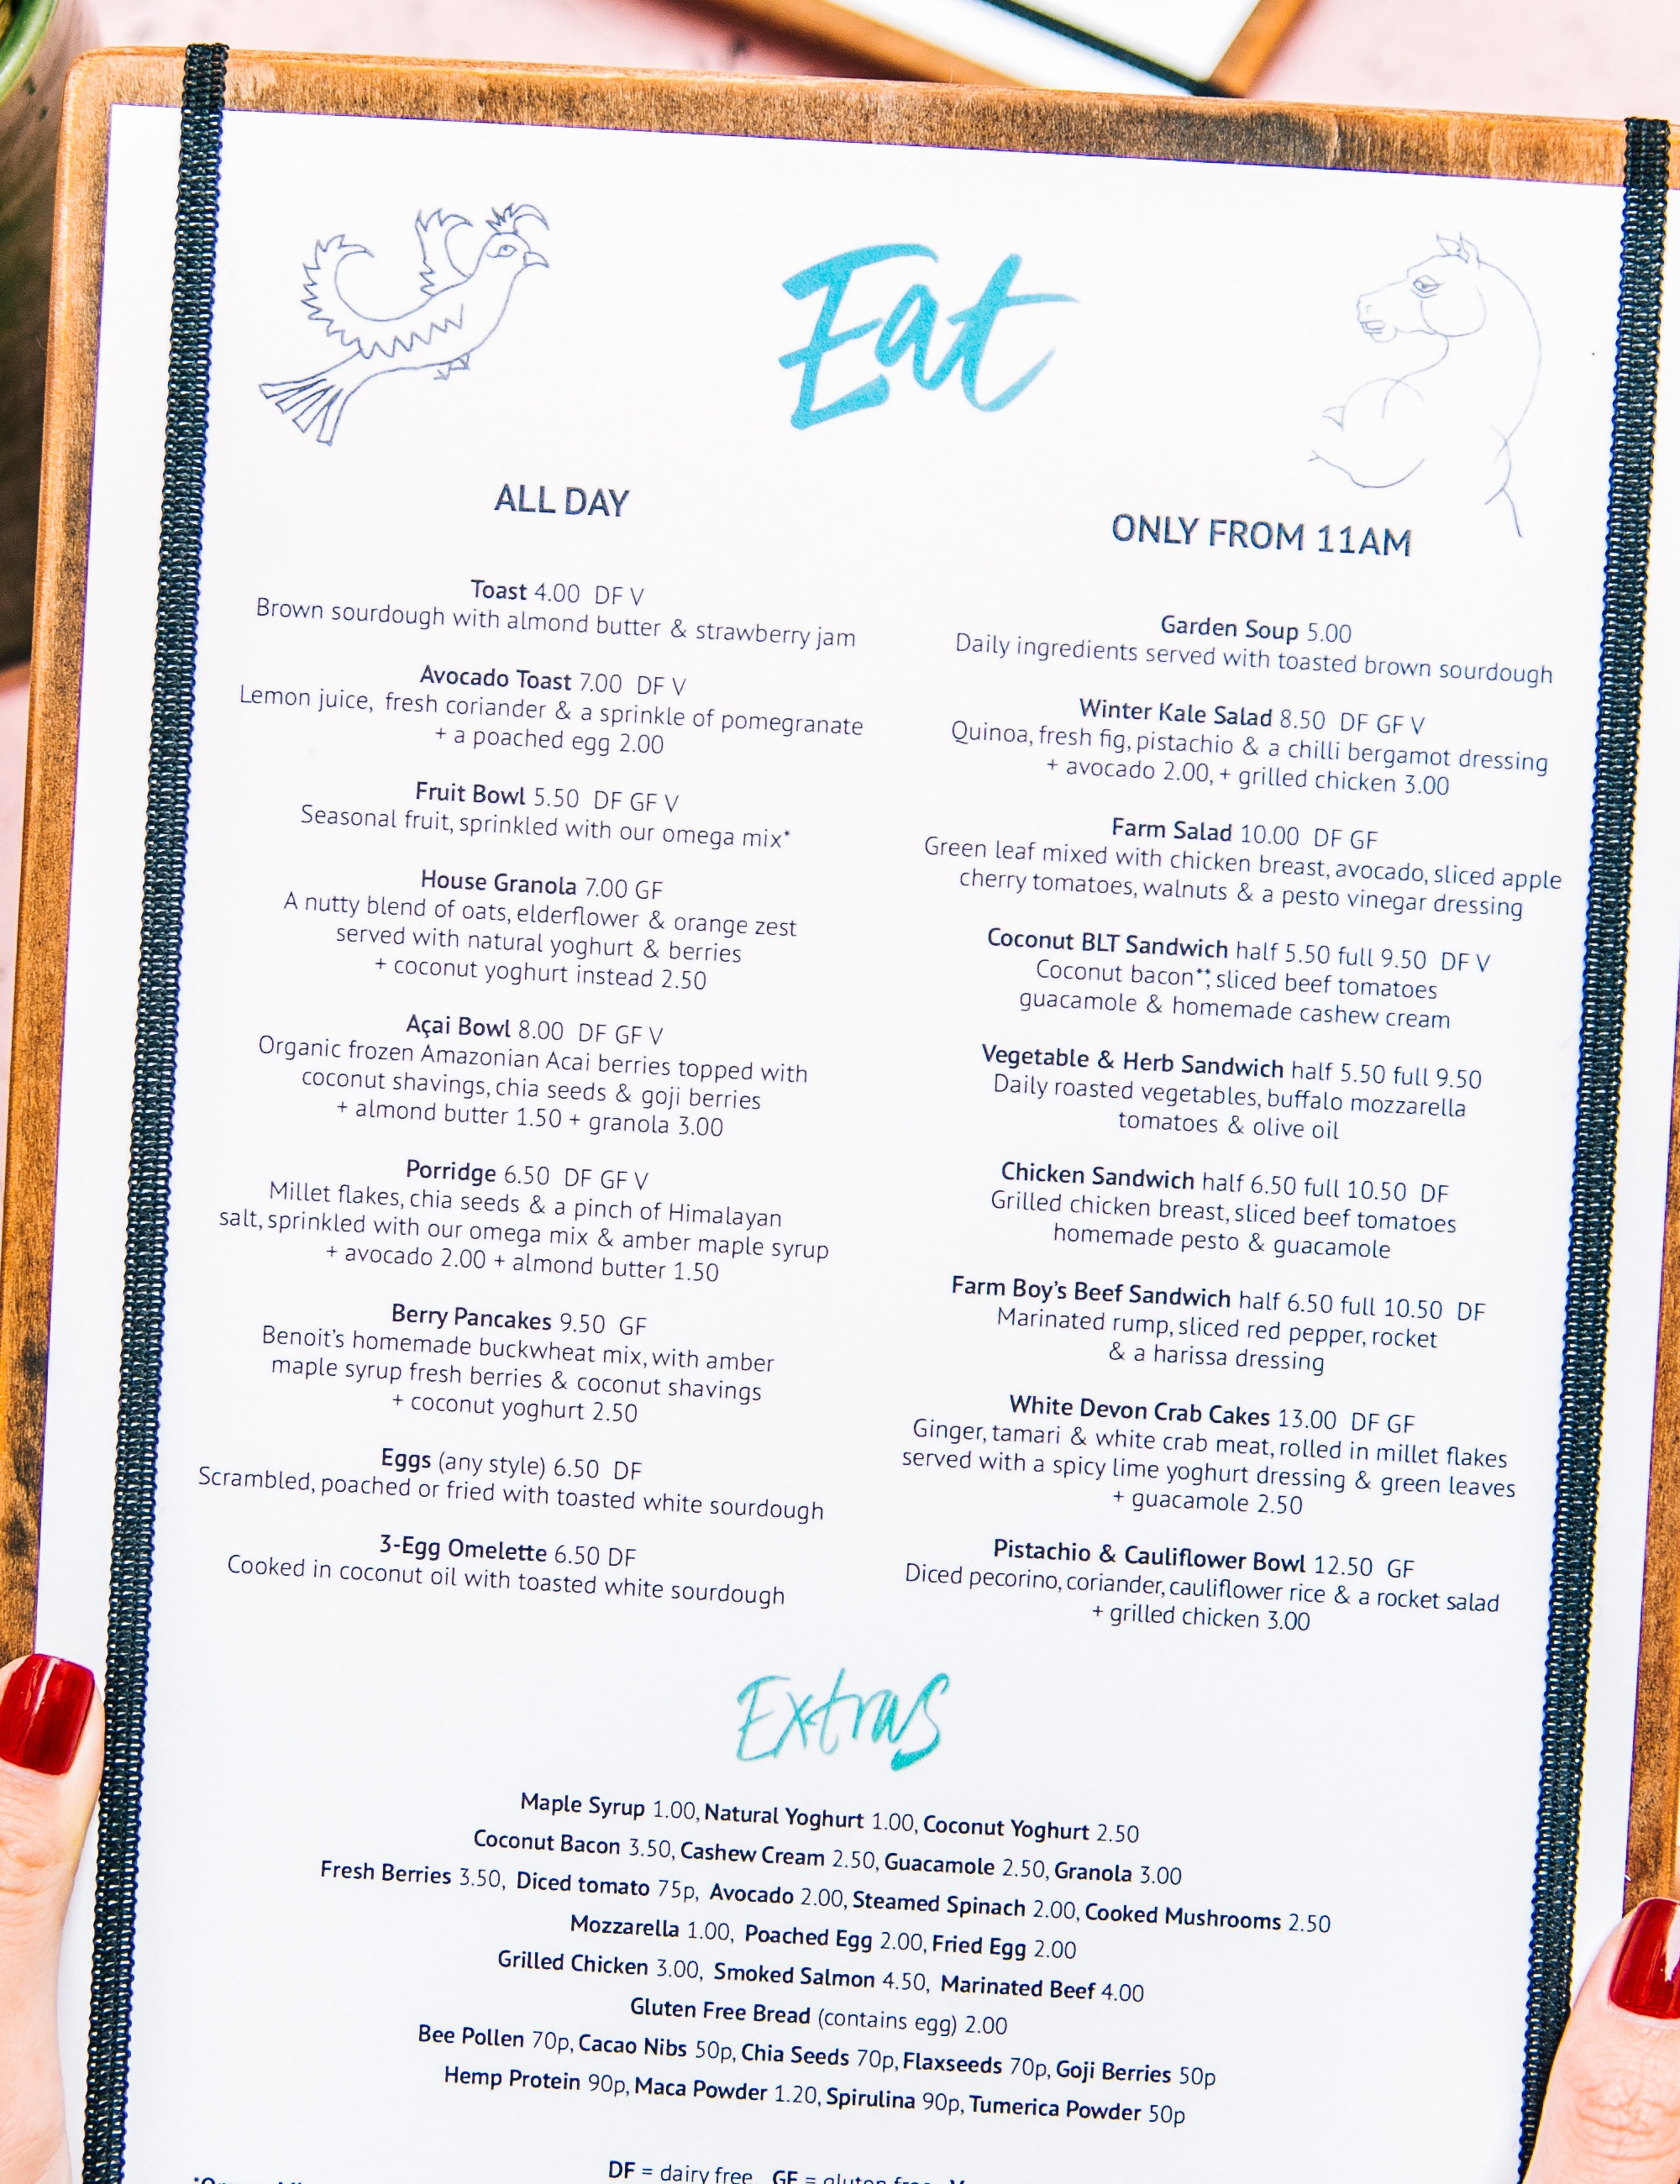 Eat
ALL DAY
Toast 4.00 DF V
Brown sourdough with almond butter & strawberry jam
Avocado Toast 7.00 DF V
Lemon juice, fresh coriander & a sprinkle of pomegranate
+ a poached egg 2.00
Fruit Bowl 5.50 DF GF V
Seasonal fruit, sprinkled with our omega mix*
House Granola 7.00 GF
A nutty blend of oats, elderflower & orange zest
served with natural yoghurt & berries
+ coconut yoghurt instead 2.50
Açai Bowl 8.00 DF GF V
Organic frozen Amazonian Acai berries topped with
coconut shavings, chia seeds & goji berries
+ almond butter 1.50 + granola 3.00
Porridge 6.50 DF GF V
Millet flakes, chia seeds & a pinch of Himalayan
salt, sprinkled with our omega mix & amber maple syrup
+ avocado 2.00 + almond butter 1.50
Berry Pancakes 9.50 GF
Benoit's homemade buckwheat mix, with amber
maple syrup fresh berries & coconut shavings
+ coconut yoghurt 2.50
Eggs (any style) 6.50 DF
Scrambled, poached or fried with toasted white sourdough
3-Egg Omelette 6.50 DF
Cooked in coconut oil with toasted white sourdough
ONLY FROM 11AM
Garden Soup 5.00
Daily ingredients served with toasted brown sourdough
Winter Kale Salad 8.50 DF GF V
Quinoa, fresh fig, pistachio & a chilli bergamot dressing
+ avocado 2.00, + grilled chicken 3.00
Farm Salad 10.00 DF GF
Green leaf mixed with chicken breast, avocado, sliced apple
cherry tomatoes, walnuts & a pesto vinegar dressing
Coconut BLT Sandwich half 5.50 full 9.50 DF V
Coconut bacon**, sliced beef tomatoes
guacamole & homemade cashew cream
Vegetable & Herb Sandwich half 5.50 full 9.50
Daily roasted vegetables, buffalo mozzarella
tomatoes & olive oil
Chicken Sandwich half 6.50 full 10.50 DF
Grilled chicken breast, sliced beef tomatoes
homemade pesto & guacamole
Farm Boy's Beef Sandwich half 6.50 full 10.50 DF
Marinated rump, sliced red pepper, rocket
& a harissa dressing
White Devon Crab Cakes 13.00 DF GF
Ginger, tamari & white crab meat, rolled in millet flakes
served with a spicy lime yoghurt dressing & green leaves
+ guacamole 2.50
Pistachio & Cauliflower Bowl 12.50 GF
Diced pecorino, coriander, cauliflower rice & a rocket salad
+ grilled chicken 3.00
Extras
Maple Syrup 1.00, Natural Yoghurt 1.00, Coconut Yoghurt 2.50
Coconut Bacon 3.50, Cashew Cream 2.50, Guacamole 2.50, Granola 3.00
Fresh Berries 3.50, Diced tomato 75p, Avocado 2.00, Steamed Spinach 2.00, Cooked Mushrooms 2.50
Mozzarella 1.00, Poached Egg 2.00, Fried Egg 2.00
Grilled Chicken 3.00, Smoked Salmon 4.50, Marinated Beef 4.00
Gluten Free Bread (contains egg) 2.00
Bee Pollen 70p, Cacao Nibs 50p, Chia Seeds 70p, Flaxseeds 70p, Goji Berries 50p
Hemp Protein 90p, Maca Powder 1.20, Spirulina 90p, Tumerica Powder 50p
DF = dairy free GF = gluten free